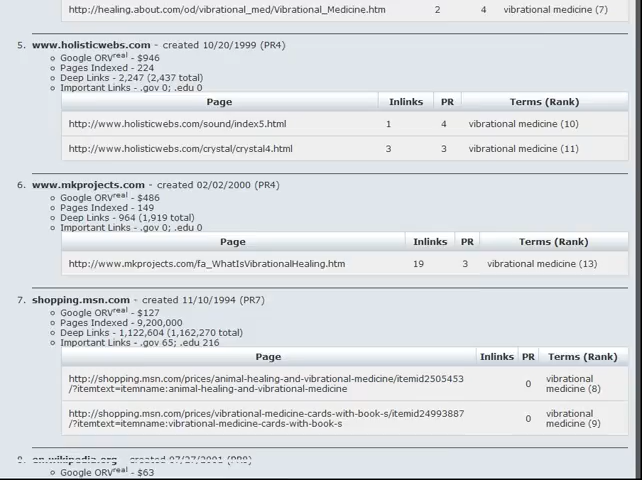 http://healing.about.com/od/vibrational_med/Vibrational_Medicine.htm 2 4 vibrational medicine (7)
5. www.holisticwebs.com - created 10/20/1999 (PR4)
Google ORVreal - $946
Pages Indexed - 224
Deep Links - 2,247 (2,437 total)
Important Links - .gov 0; .edu 0
Page Inlinks PR Terms (Rank)
http://www.holisticwebs.com/sound/index5.html 1 4 vibrational medicine (10)
http://www.holisticwebs.com/crystal/crystal4.html 3 3 vibrational medicine (11)
6. www.mkprojects.com - created 02/02/2000 (PR4)
Google ORVreal - $486
Pages Indexed - 149
Deep Links - 964 (1,919 total)
Important Links - .gov 0; .edu 0
Page Inlinks PR Terms (Rank)
http://www.mkprojects.com/fa_WhatIsVibrationalHealing.htm 19 3 vibrational medicine (13)
7. shopping.msn.com - created 11/10/1994 (PR7)
Google ORVreal - $127
Pages Indexed - 9,200,000
Deep Links - 1,122,604 (1,162,270 total)
Important Links - .gov 65; .edu 216
Page Inlinks PR Terms (Rank)
http://shopping.msn.com/prices/animal-healing-and-vibrational-medicine/itemid2505453
/?itemtext=itemname:animal-healing-and-vibrational-medicine 0 vibrational
medicine (8)
http://shopping.msn.com/prices/vibrational-medicine-cards-with-book-s/itemid24993887
/?itemtext=itemname:vibrational-medicine-cards-with-book-s 0 vibrational
medicine (9)
8. en.wikipedia.org - created 07/27/2001 (PR8)
Google ORVreal - $63